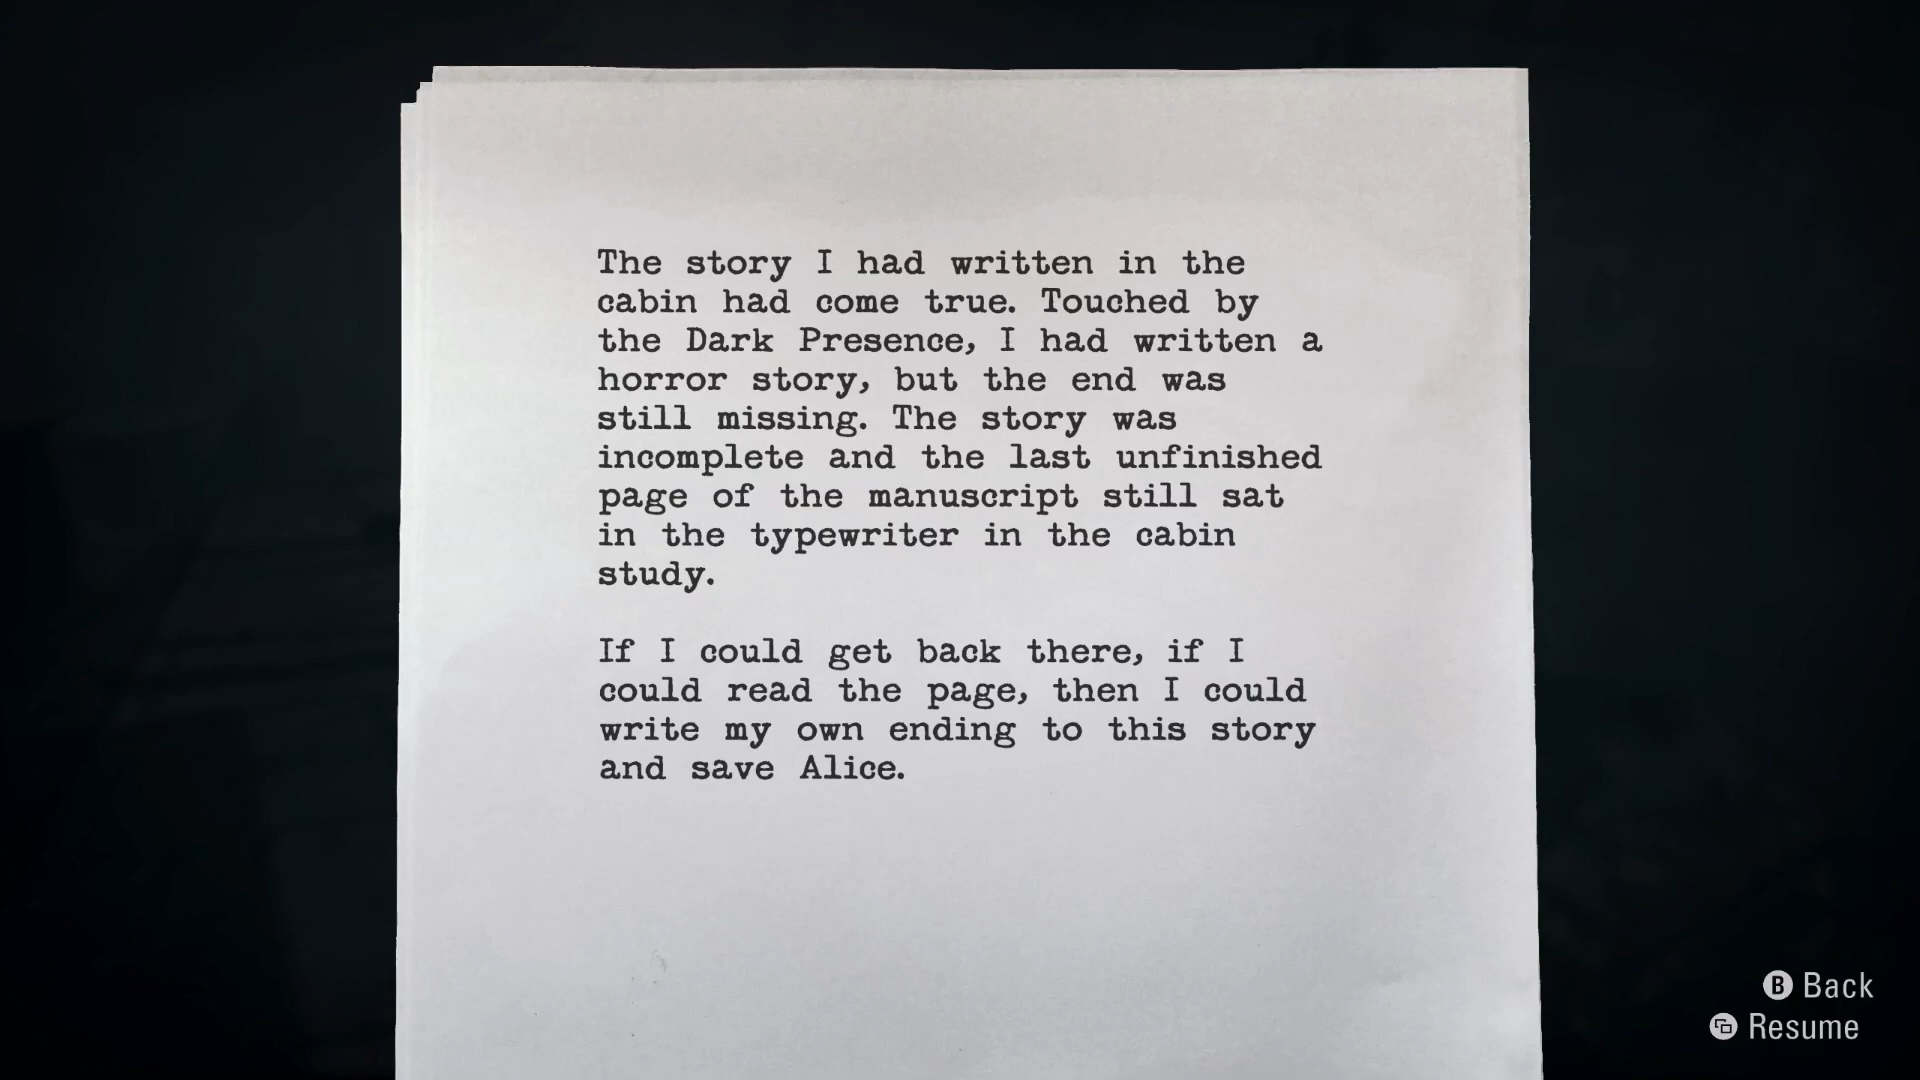 The story I had written in the
cabin had come true. Touched by
the Dark Presence, I had written a
horror story, but the end was
still missing. The story was
incomplete and the last unfinished
page of the manuscript still sat
in the typewriter in the cabin
study.
If I could get back there, if I
could read the page, then I could
write my own ending to this story
and save Alice.
B Back
Resume